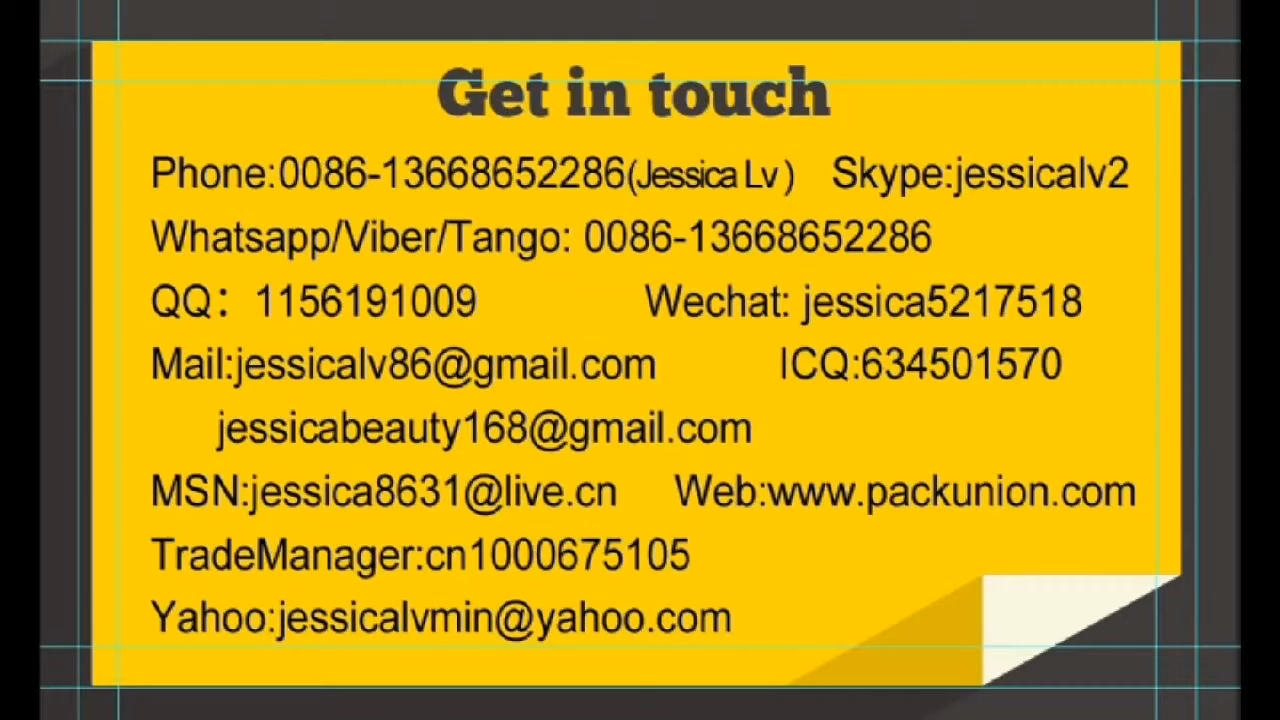 Get in touch
Phone:0086-13668652286(Jessica Lv ) Skype:jessicalv2
Whatsapp/Viber/Tango: 0086-13668652286
QQ：1156191009 Wechat: jessica5217518
Mail:jessicalv86@gmail.com ICQ:634501570
jessicabeauty168@gmail.com
MSN:jessica8631@live.cn Web:www.packunion.com
TradeManager:cn1000675105
Yahoo:jessicalvmin@yahoo.com